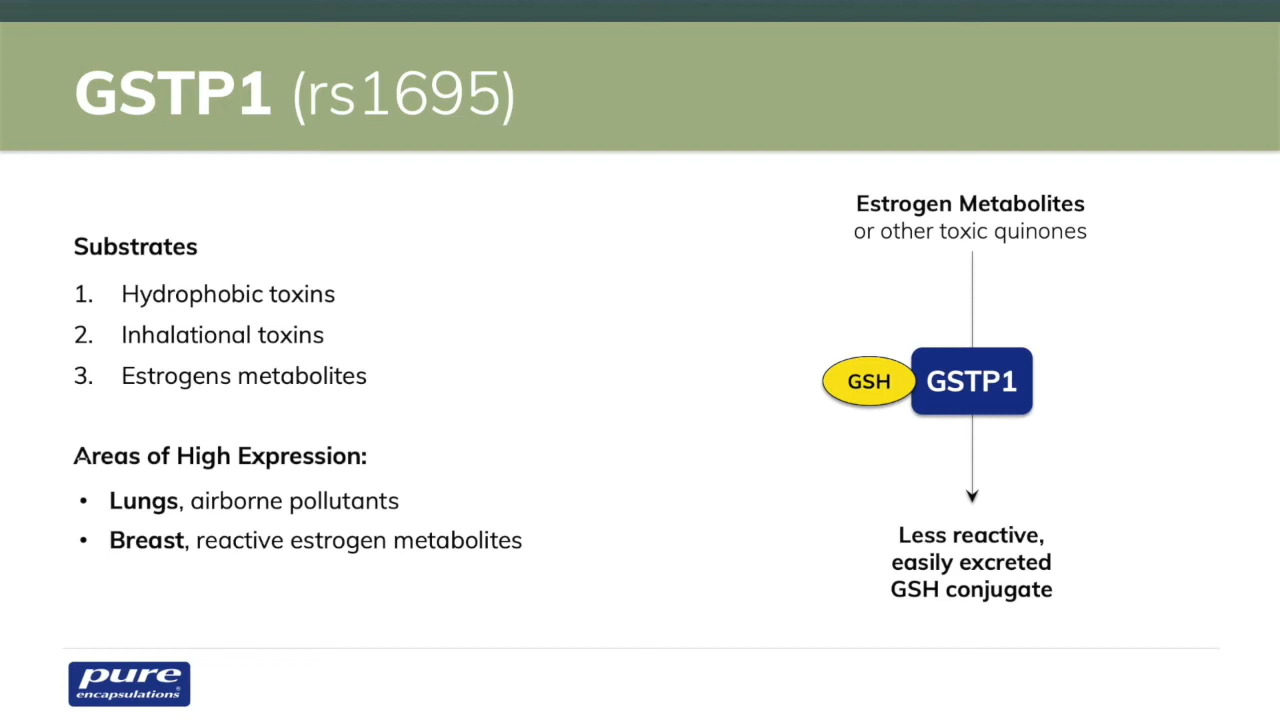 GSTP1 (rs1695)
Substrates
1. Hydrophobic toxins
2. Inhalational toxins
3. Estrogens metabolites
Areas of High Expression:
• Lungs, airborne pollutants
• Breast, reactive estrogen metabolites
Estrogen Metabolites
or other toxic quinones
GSH
GSTP1
Less reactive,
easily excreted
GSH conjugate
pure
encapsulations®